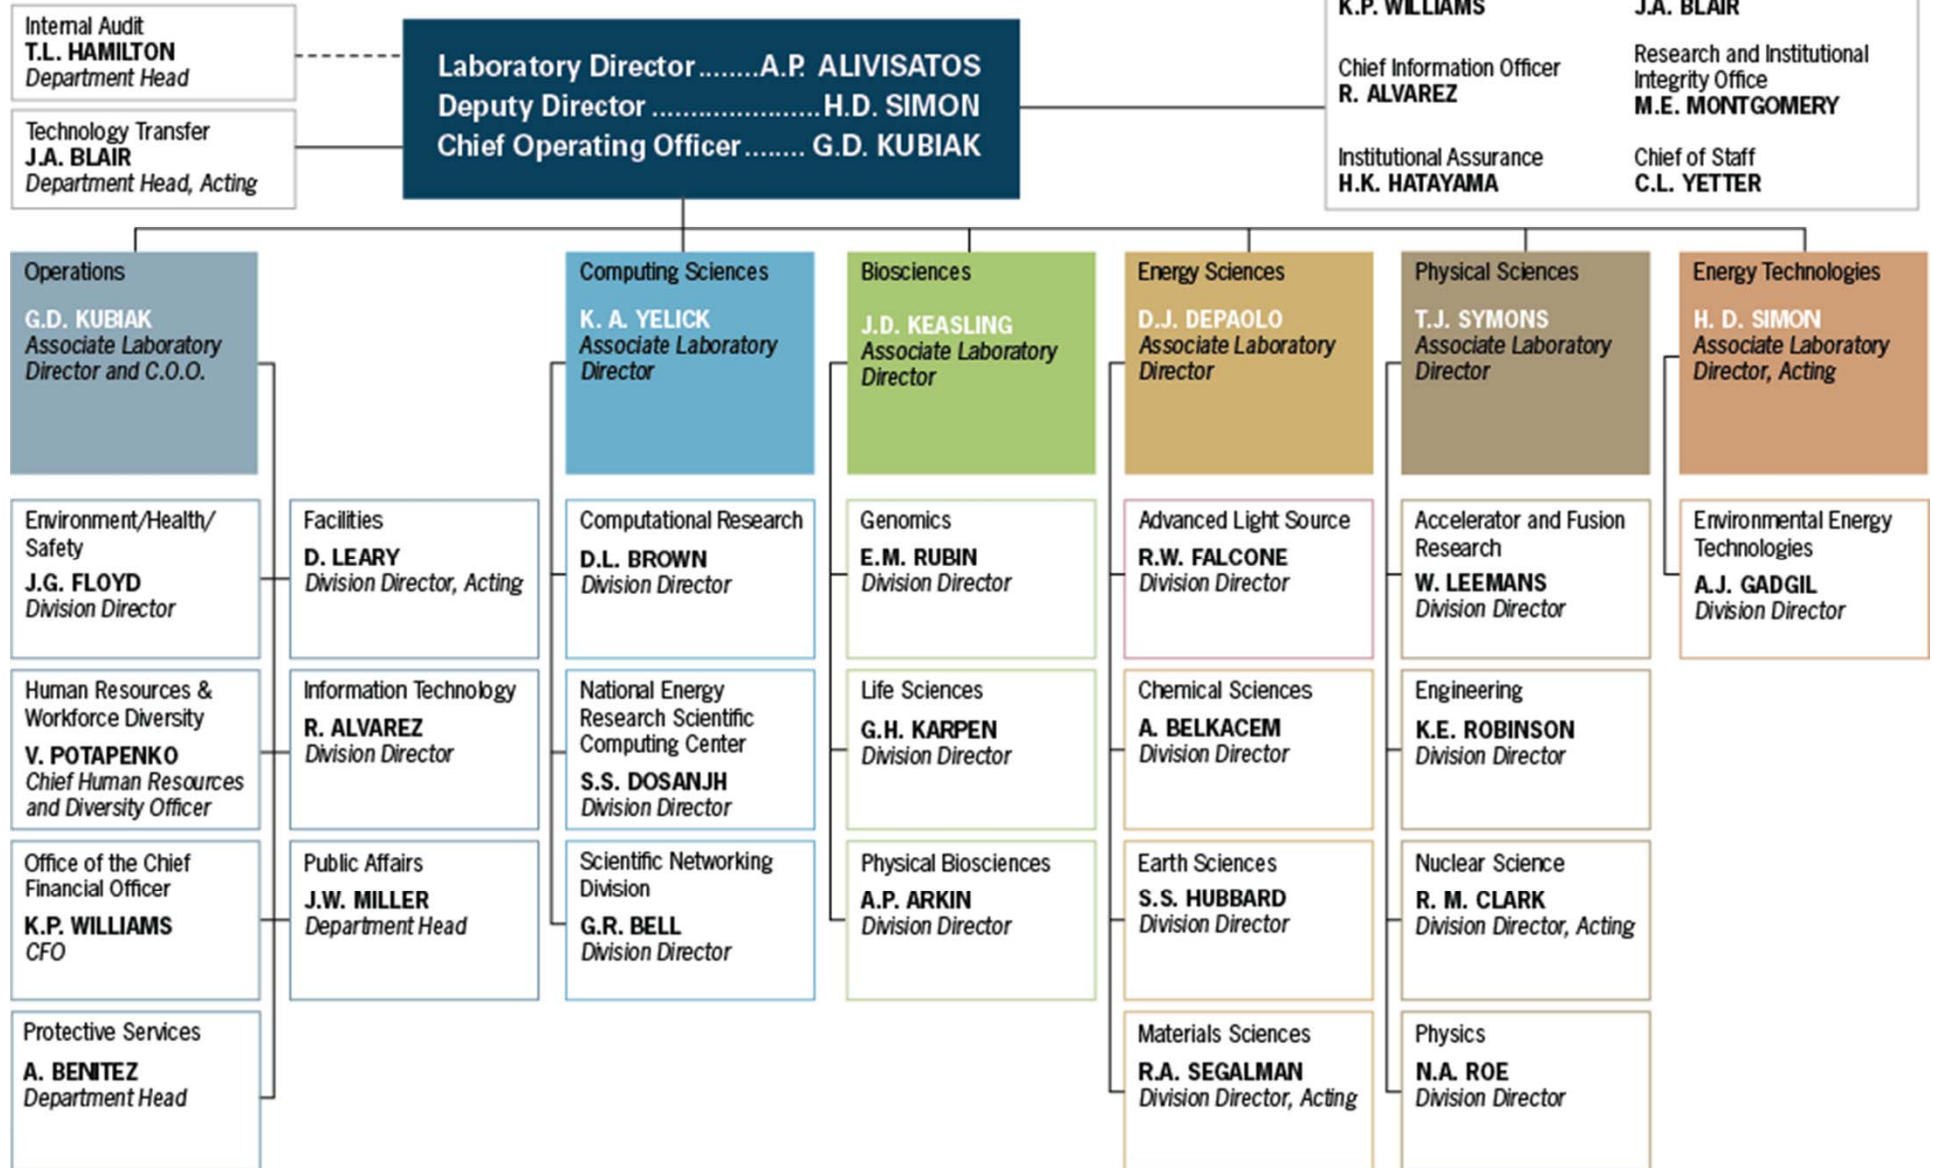 Internal Audit
T.L. HAMILTON
Department Head
Technology Transfer
J.A. BLAIR
Department Head, Acting
Laboratory Director........A.P. ALIVISATOS
Deputy Director .....................H.D. SIMON
Chief Operating Officer........ G.D. KUBIAK
K.P. WILLIAMS
J.A. BLAIR
Chief Information Officer
R. ALVAREZ
Research and Institutional
Integrity Office
M.E. MONTGOMERY
Institutional Assurance
H.K. HATAYAMA
Chief of Staff
C.L. YETTER
Operations
G.D. KUBIAK
Associate Laboratory
Director and C.O.O.
Computing Sciences
K. A. YELICK
Associate Laboratory
Director
Biosciences
J.D. KEASLING
Associate Laboratory
Director
Energy Sciences
D.J. DEPAOLO
Associate Laboratory
Director
Physical Sciences
T.J. SYMONS
Associate Laboratory
Director
Energy Technologies
H. D. SIMON
Associate Laboratory
Director, Acting
Environment/Health/
Safety
J.G. FLOYD
Division Director
Facilities
D. LEARY
Division Director, Acting
Computational Research
D.L. BROWN
Division Director
Genomics
E.M. RUBIN
Division Director
Advanced Light Source
R.W. FALCONE
Division Director
Accelerator and Fusion
Research
W. LEEMANS
Division Director
Environmental Energy
Technologies
A.J. GADGIL
Division Director
Human Resources &
Workforce Diversity
V. POTAPENKO
Chief Human Resources
and Diversity Officer
Information Technology
R. ALVAREZ
Division Director
National Energy
Research Scientific
Computing Center
S.S. DOSANJH
Division Director
Life Sciences
G.H. KARPEN
Division Director
Chemical Sciences
A. BELKACEM
Division Director
Engineering
K.E. ROBINSON
Division Director
Office of the Chief
Financial Officer
K.P. WILLIAMS
CFO
Public Affairs
J.W. MILLER
Department Head
Scientific Networking
Division
G.R. BELL
Division Director
Physical Biosciences
A.P. ARKIN
Division Director
Earth Sciences
S.S. HUBBARD
Division Director
Nuclear Science
R. M. CLARK
Division Director, Acting
Protective Services
A. BENITEZ
Department Head
Materials Sciences
R.A. SEGALMAN
Division Director, Acting
Physics
N.A. ROE
Division Director